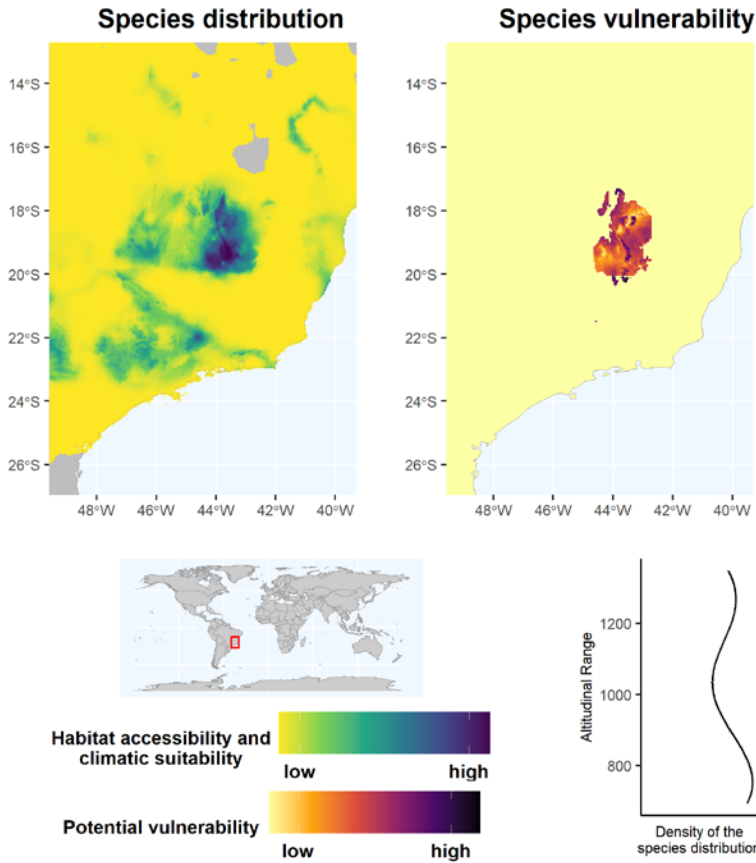 Species distribution
Species vulnerability
14°S
16°S
18°S
20°S
22°S
24°S
26°S
48°W 46°W 44°W 42°W 40°W
14°S
16°S
18°S
20°S
22°S
24°S
26°S
48°W 46°W 44°W 42°W 40°W
Habitat accessibility and
climatic suitability
low high
Potential vulnerability
low high
Altitudinal Range
1200
1000
800
Density of the
species distribution